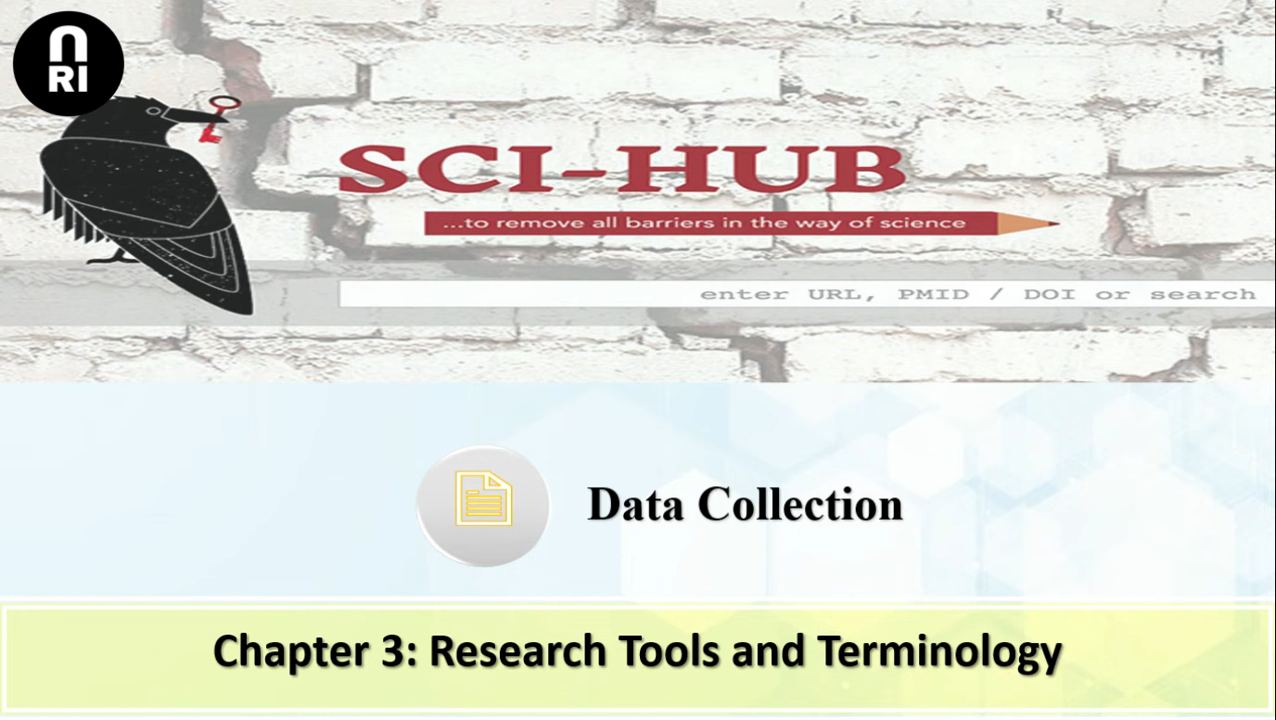 n
RI
SCI-HUB
...to remove all barriers in the way of science
enter URL, PMID / DOI or search
Data Collection
Chapter 3: Research Tools and Terminology